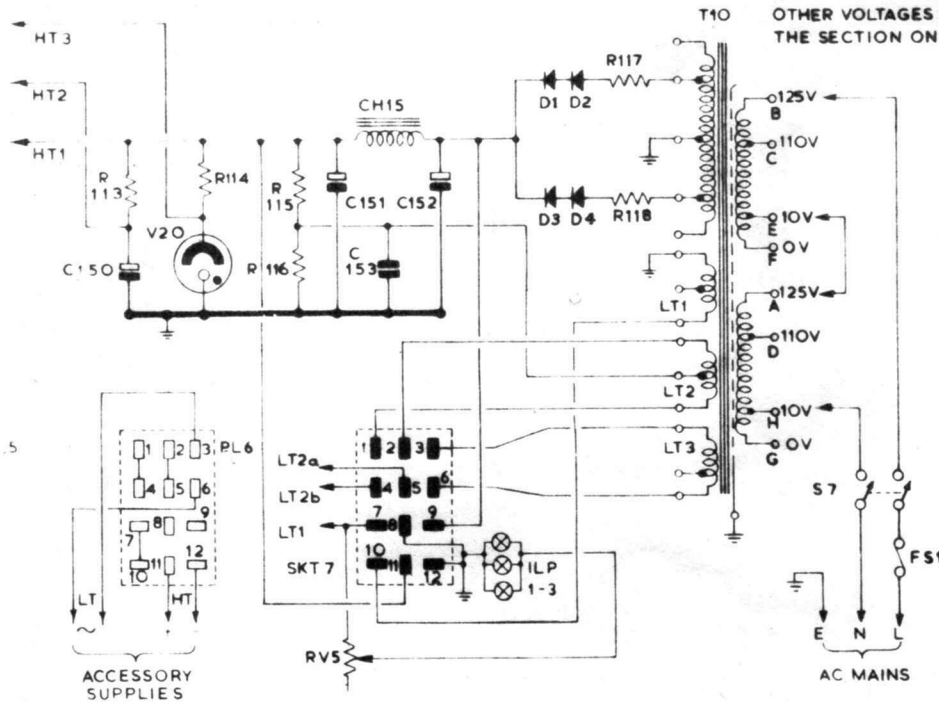 T10
OTHER VOLTAGES
THE SECTION ON
HT3
HT2
HT1
R117
D1 D2
CH15
125V
B
110V
C
R
113
R114
R
115
C151
C152
D3 D4
R118
10V
E
0V
F
V20
C150
R116
C
153
LT1
125V
A
110V
D
LT2
10V
H
0V
G
LT3
.5
1 2 3 PL6
4 5 6
7 8 9
10 11 12
LT
~
HT
ACCESSORY
SUPPLIES
1 2 3
LT2a
4 5 6
LT2b
LT1
7 8 9
10 11 12
SKT 7
ILP
1-3
RV5
S7
FS1
E N L
AC MAINS